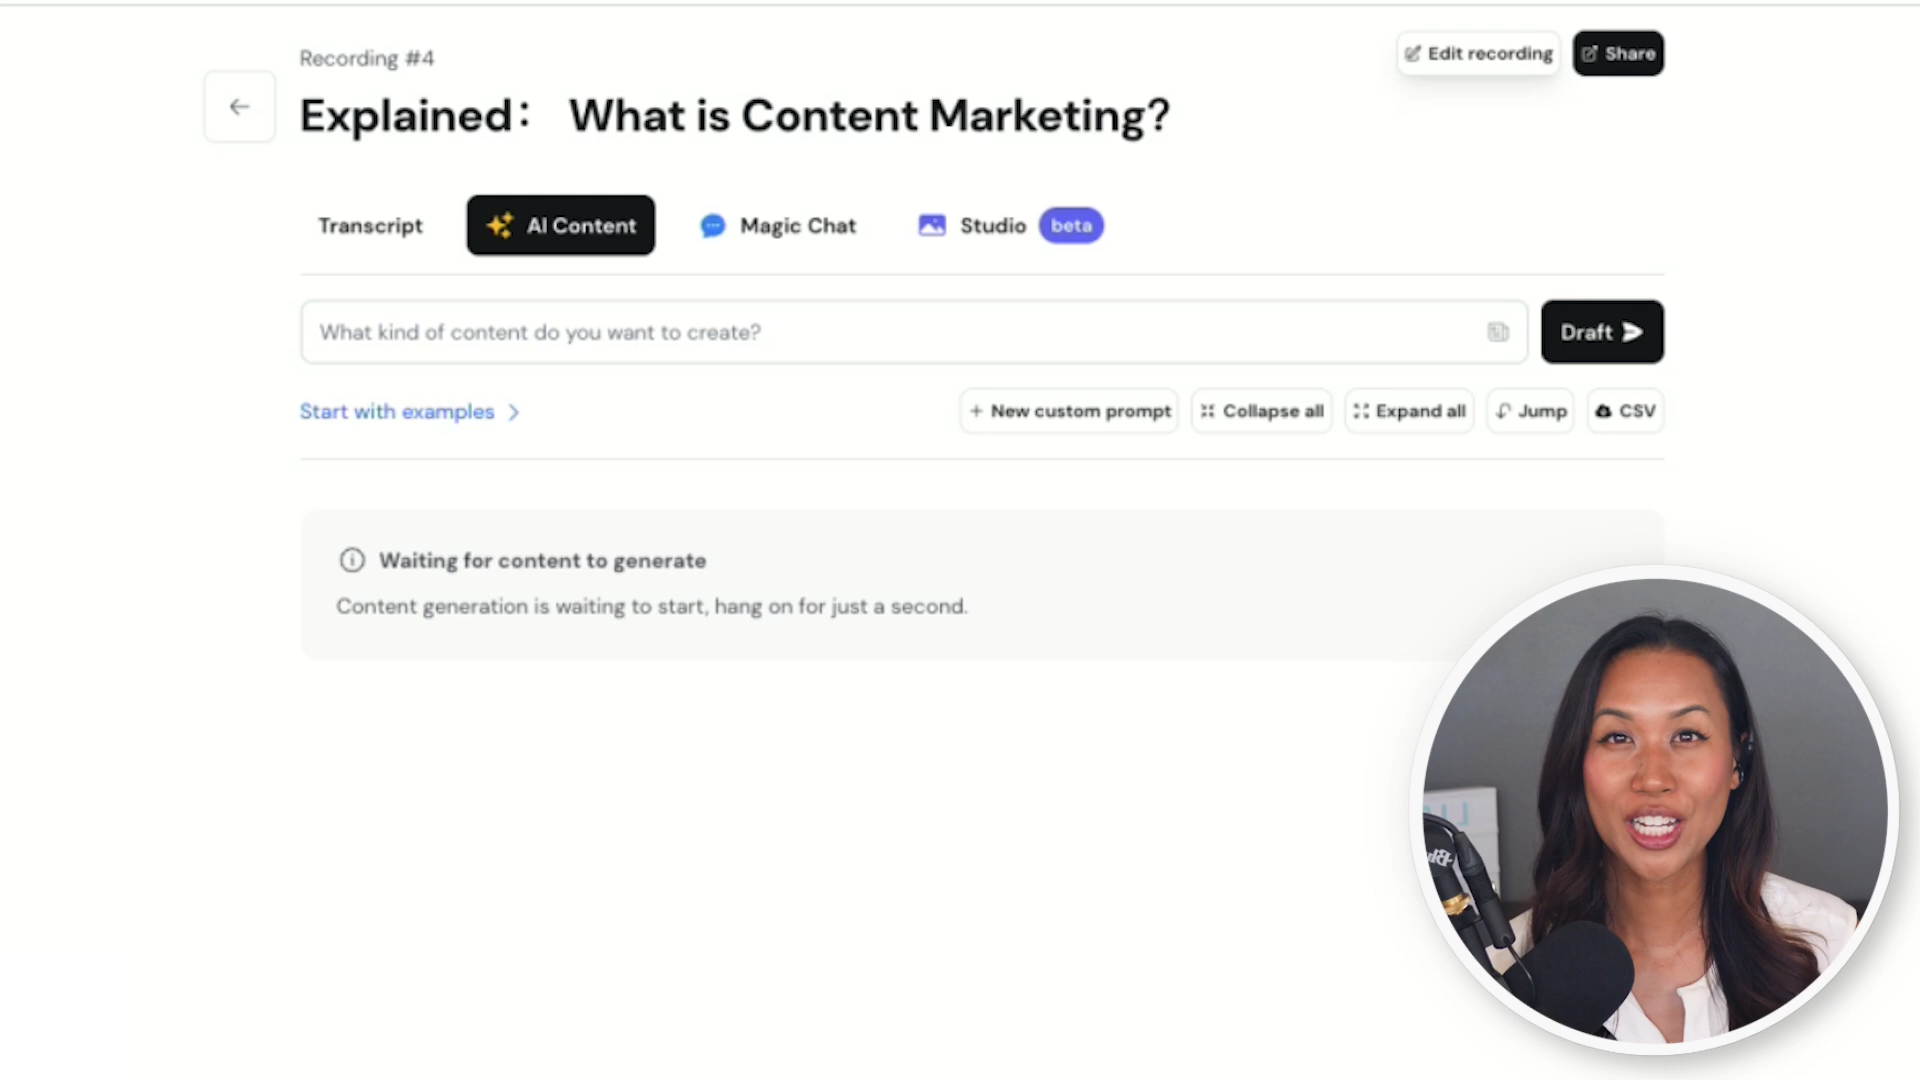 Recording #4
Edit recording
Share
Explained: What is Content Marketing?
Transcript
AI Content
Magic Chat
Studio
beta
What kind of content do you want to create?
Draft
Start with examples
+ New custom prompt
Collapse all
Expand all
Jump
CSV
Waiting for content to generate
Content generation is waiting to start, hang on for just a second.